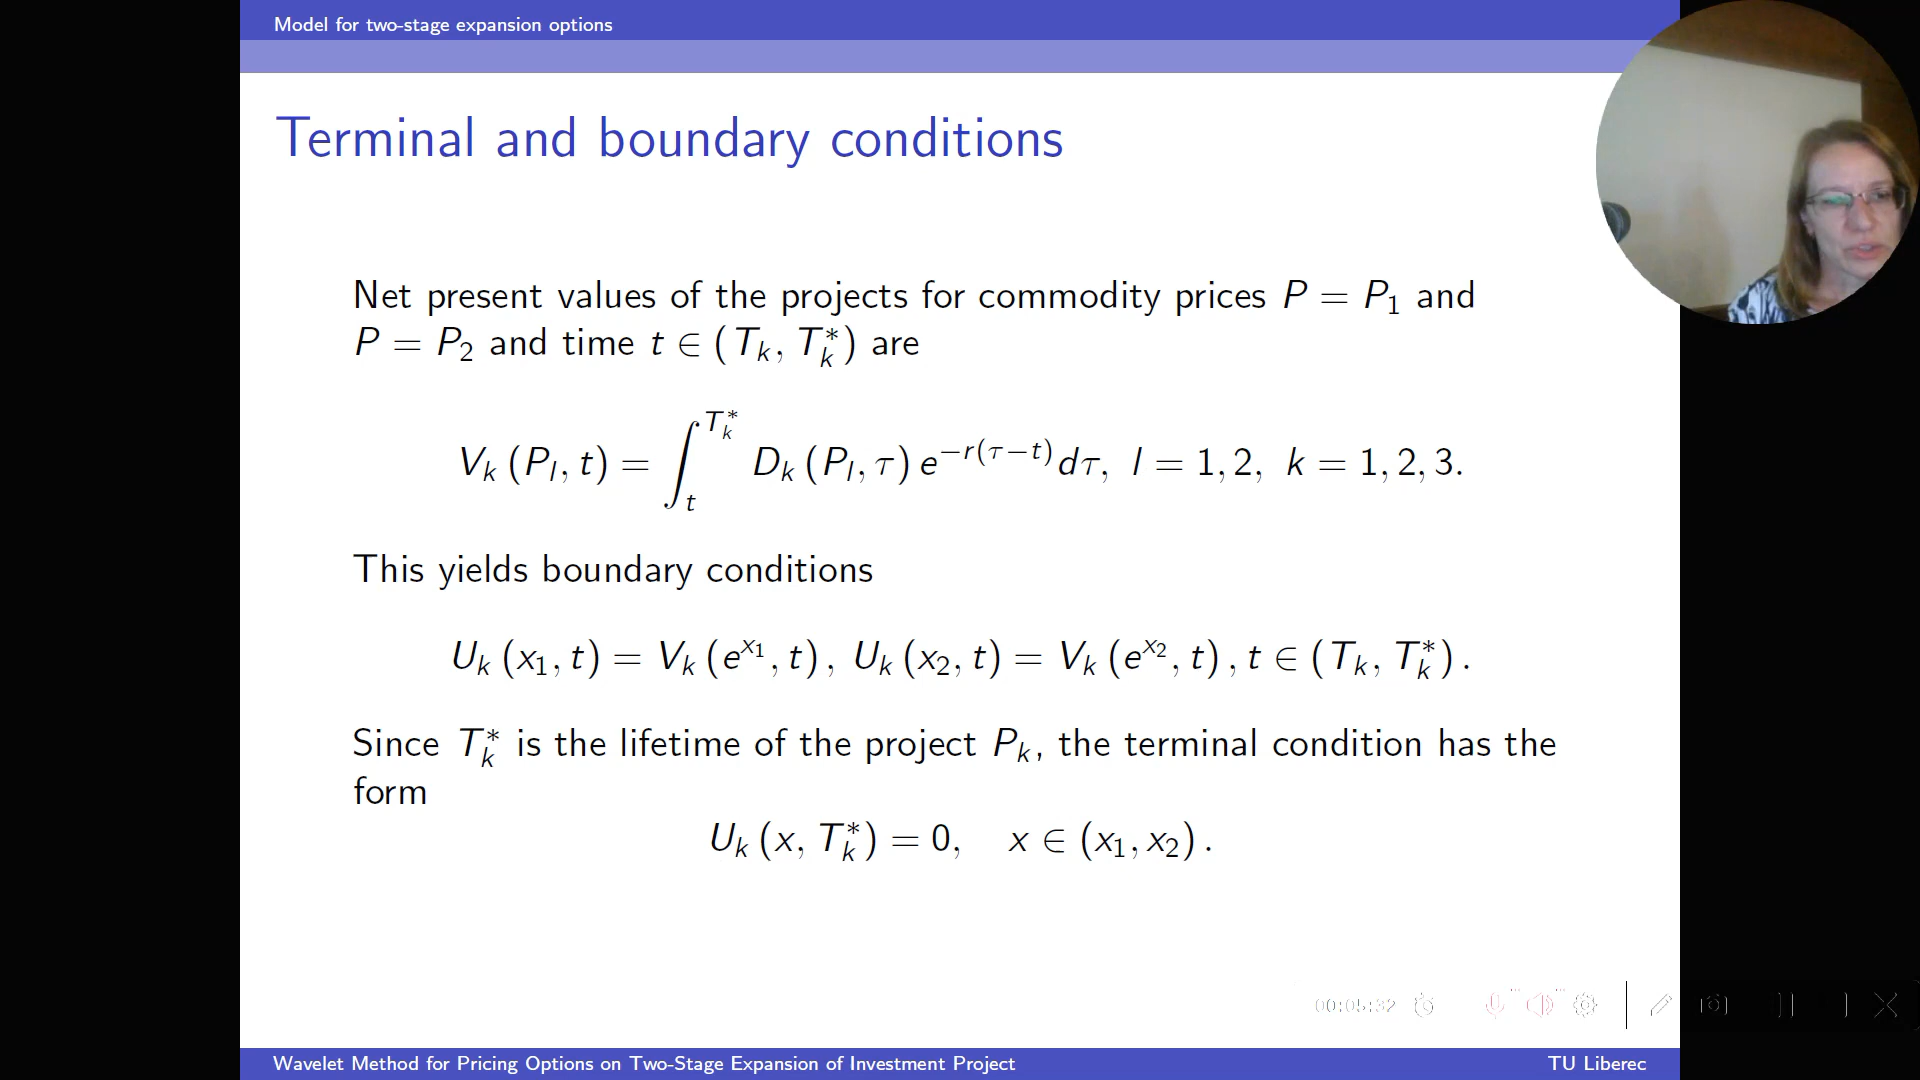 Model for two-stage expansion options
Terminal and boundary conditions
Net present values of the projects for commodity prices P = P₁ and
P = P₂ and time t ∈ (Tₖ, Tₖ*) are
Vₖ (Pₗ, t) = ∫ₜ^{Tₖ*} Dₖ (Pₗ, τ) e^{−r(τ−t)} dτ, l = 1, 2, k = 1, 2, 3.
This yields boundary conditions
Uₖ (x₁, t) = Vₖ (e^{x₁}, t), Uₖ (x₂, t) = Vₖ (e^{x₂}, t), t ∈ (Tₖ, Tₖ*).
Since Tₖ* is the lifetime of the project Pₖ, the terminal condition has the
form
Uₖ (x, Tₖ*) = 0, x ∈ (x₁, x₂).
00:05:32
Wavelet Method for Pricing Options on Two-Stage Expansion of Investment Project TU Liberec